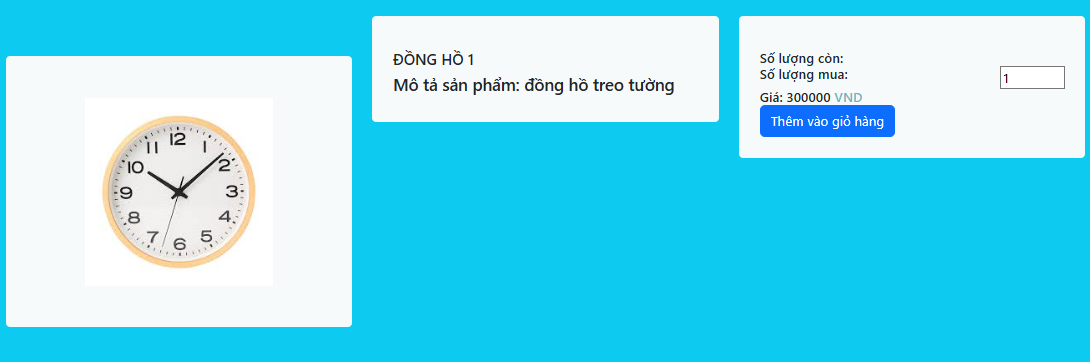 12
11
1
10
2
9
3
8
4
7
5
6
ĐỒNG HỒ 1
Mô tả sản phẩm: đồng hồ treo tường
Số lượng còn:
Số lượng mua:
1
Giá: 300000 VND
Thêm vào giỏ hàng